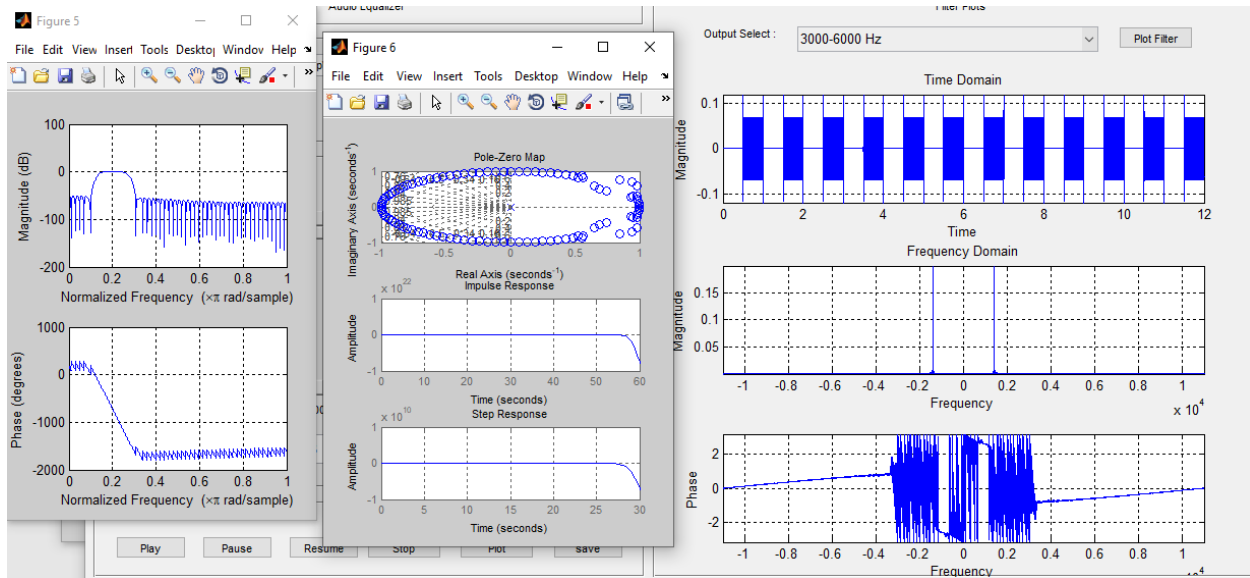 Figure 5
File Edit View Insert Tools Desktop Window Help
100
0
-100
-200
Magnitude (dB)
0 0.2 0.4 0.6 0.8 1
Normalized Frequency (×π rad/sample)
1000
0
-1000
-2000
Phase (degrees)
0 0.2 0.4 0.6 0.8 1
Normalized Frequency (×π rad/sample)
Audio Equalizer
Figure 6
File Edit View Insert Tools Desktop Window Help
Pole-Zero Map
1
0
-1
Imaginary Axis (seconds⁻¹)
-1 -0.5 0 0.5 1
Real Axis (seconds⁻¹)
Impulse Response
x 10²²
1
0
-1
Amplitude
0 10 20 30 40 50 60
Time (seconds)
Step Response
x 10¹⁰
1
0
-1
Amplitude
0 5 10 15 20 25 30
Time (seconds)
Play Pause Resume Stop Plot save
Filter Plots
Output Select : 3000-6000 Hz Plot Filter
Time Domain
0.1
0
-0.1
Magnitude
0 2 4 6 8 10 12
Time
Frequency Domain
0.15
0.1
0.05
Magnitude
-1 -0.8 -0.6 -0.4 -0.2 0 0.2 0.4 0.6 0.8 1
Frequency
x 10⁴
2
0
-2
Phase
-1 -0.8 -0.6 -0.4 -0.2 0 0.2 0.4 0.6 0.8 1
Frequency